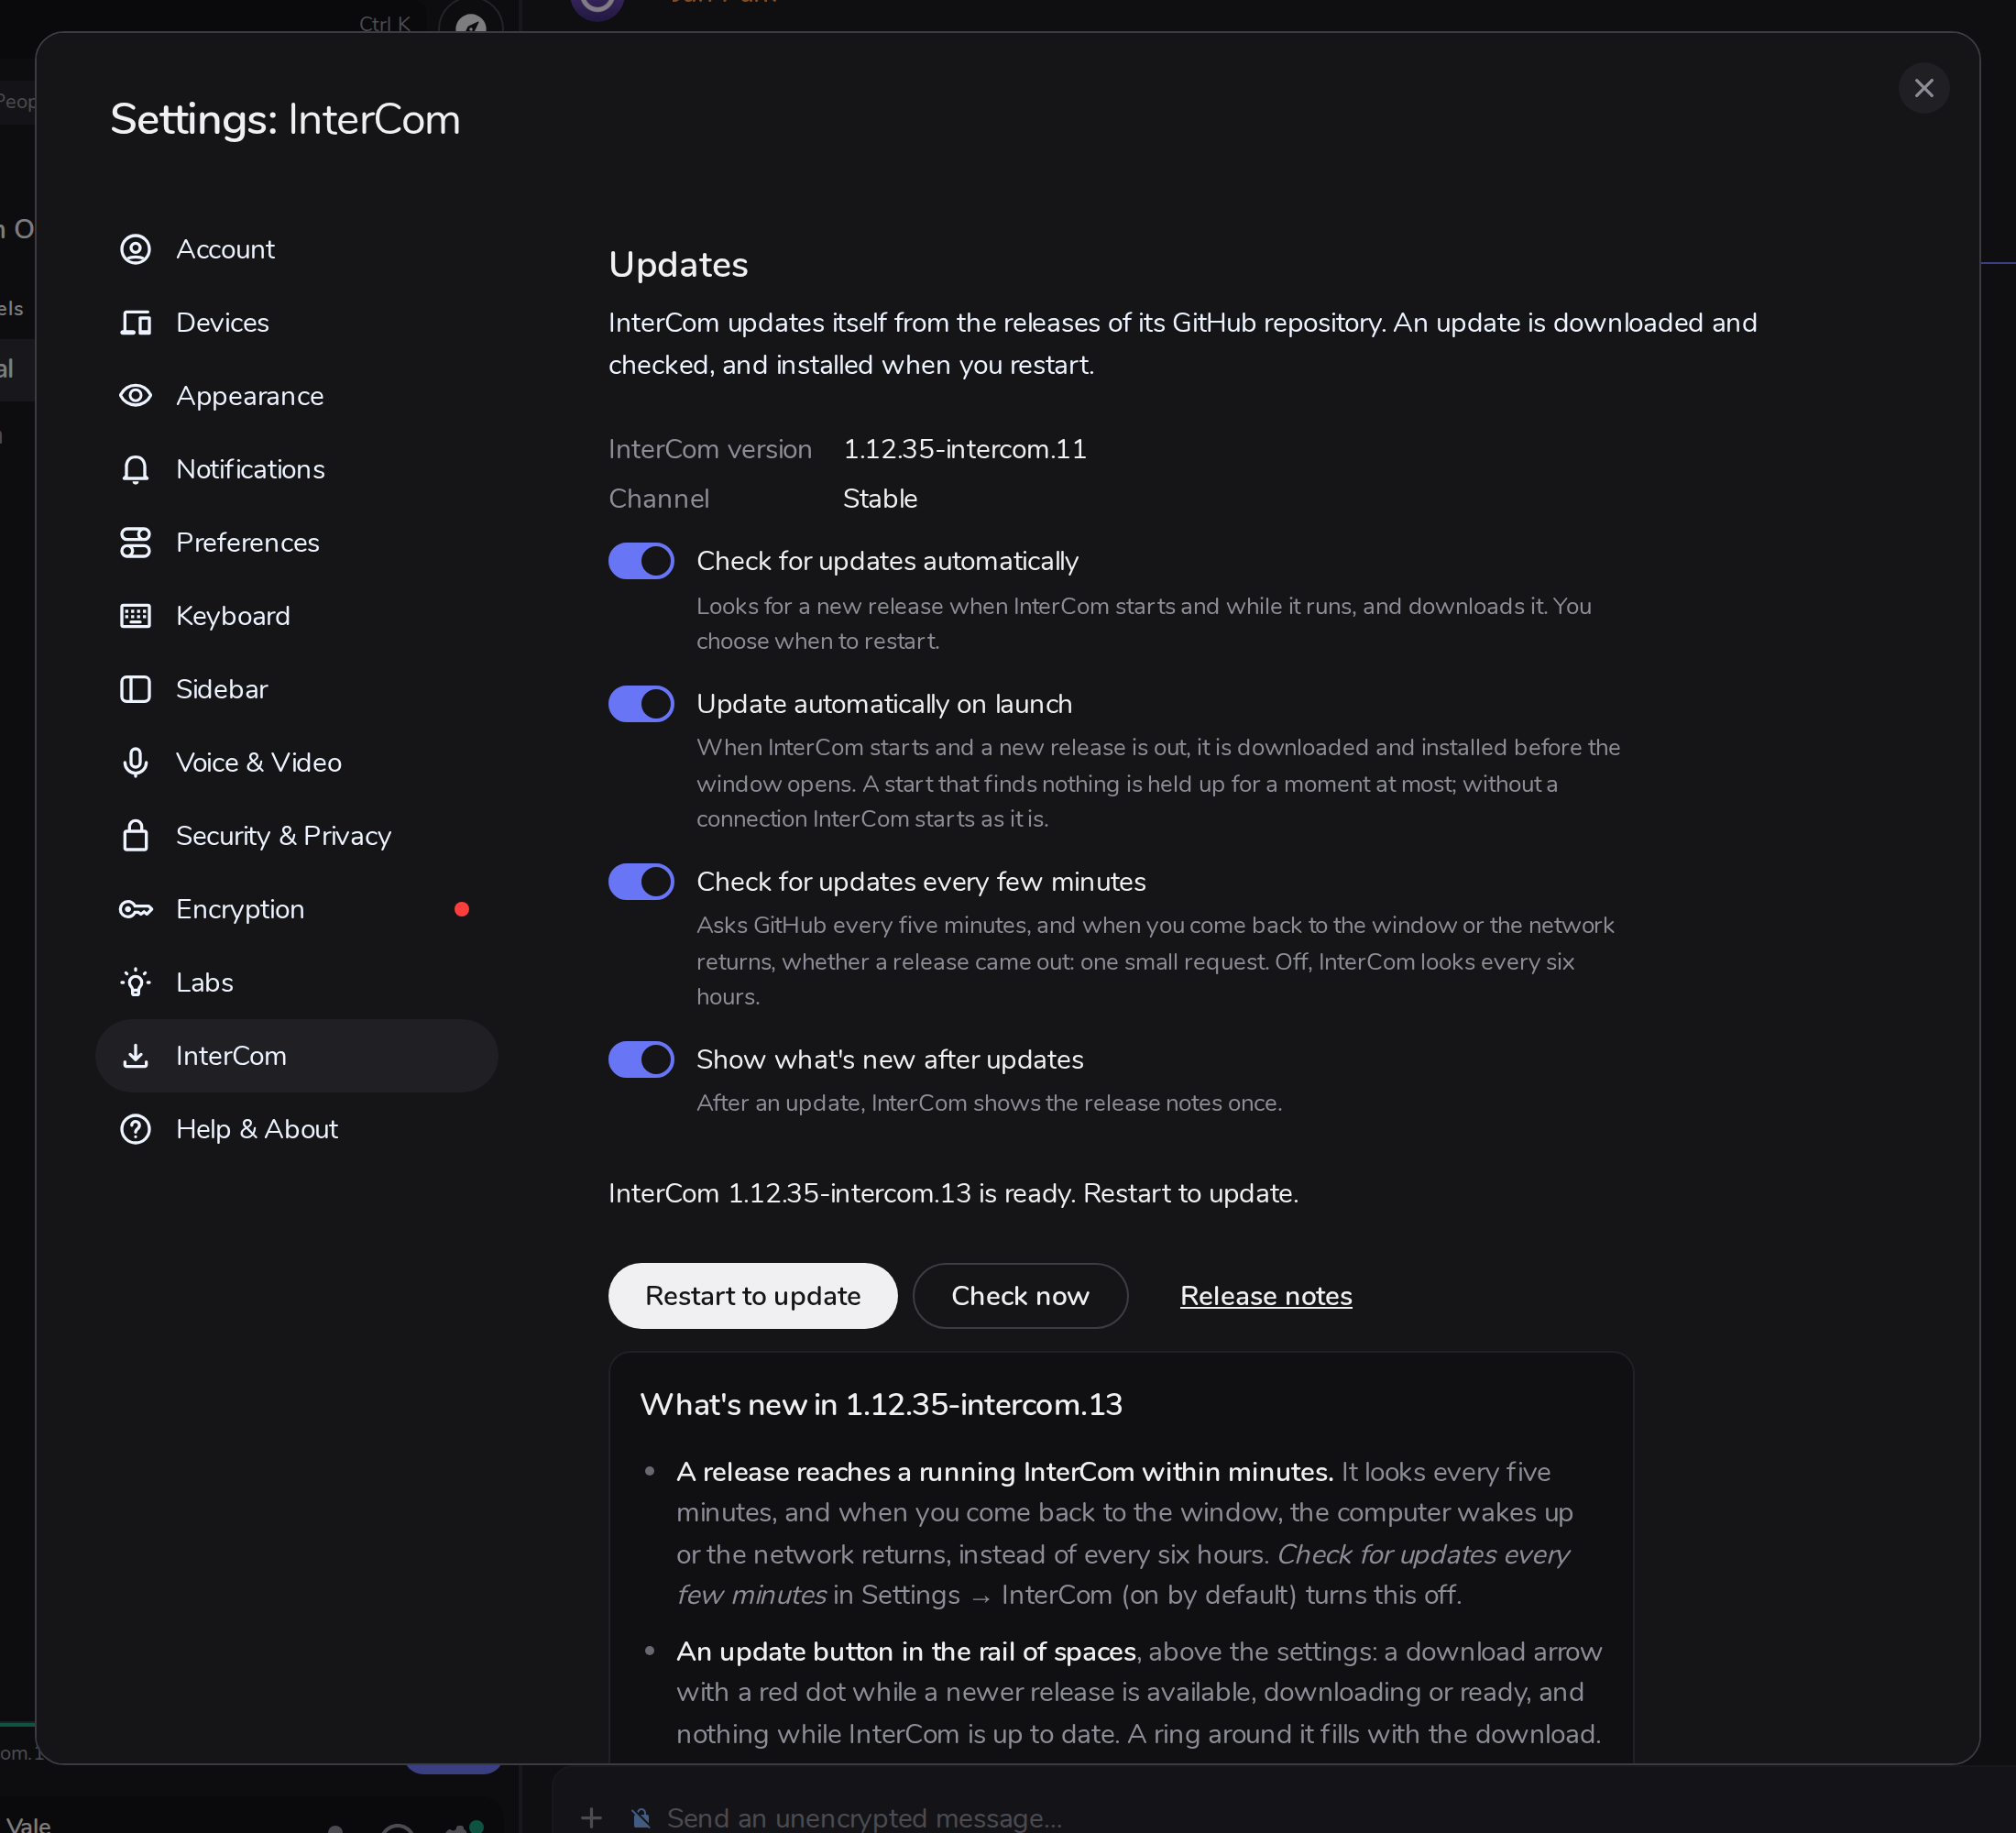 Ctrl K
Settings: InterCom
Account
Devices
Appearance
Notifications
Preferences
Keyboard
Sidebar
Voice & Video
Security & Privacy
Encryption
Labs
InterCom
Help & About
Updates
InterCom updates itself from the releases of its GitHub repository. An update is downloaded and
checked, and installed when you restart.
InterCom version 1.12.35-intercom.11
Channel Stable
Check for updates automatically
Looks for a new release when InterCom starts and while it runs, and downloads it. You
choose when to restart.
Update automatically on launch
When InterCom starts and a new release is out, it is downloaded and installed before the
window opens. A start that finds nothing is held up for a moment at most; without a
connection InterCom starts as it is.
Check for updates every few minutes
Asks GitHub every five minutes, and when you come back to the window or the network
returns, whether a release came out: one small request. Off, InterCom looks every six
hours.
Show what's new after updates
After an update, InterCom shows the release notes once.
InterCom 1.12.35-intercom.13 is ready. Restart to update.
Restart to update
Check now
Release notes
What's new in 1.12.35-intercom.13
• A release reaches a running InterCom within minutes. It looks every five
minutes, and when you come back to the window, the computer wakes up
or the network returns, instead of every six hours. Check for updates every
few minutes in Settings → InterCom (on by default) turns this off.
• An update button in the rail of spaces, above the settings: a download arrow
with a red dot while a newer release is available, downloading or ready, and
nothing while InterCom is up to date. A ring around it fills with the download.
Vale
Send an unencrypted message...